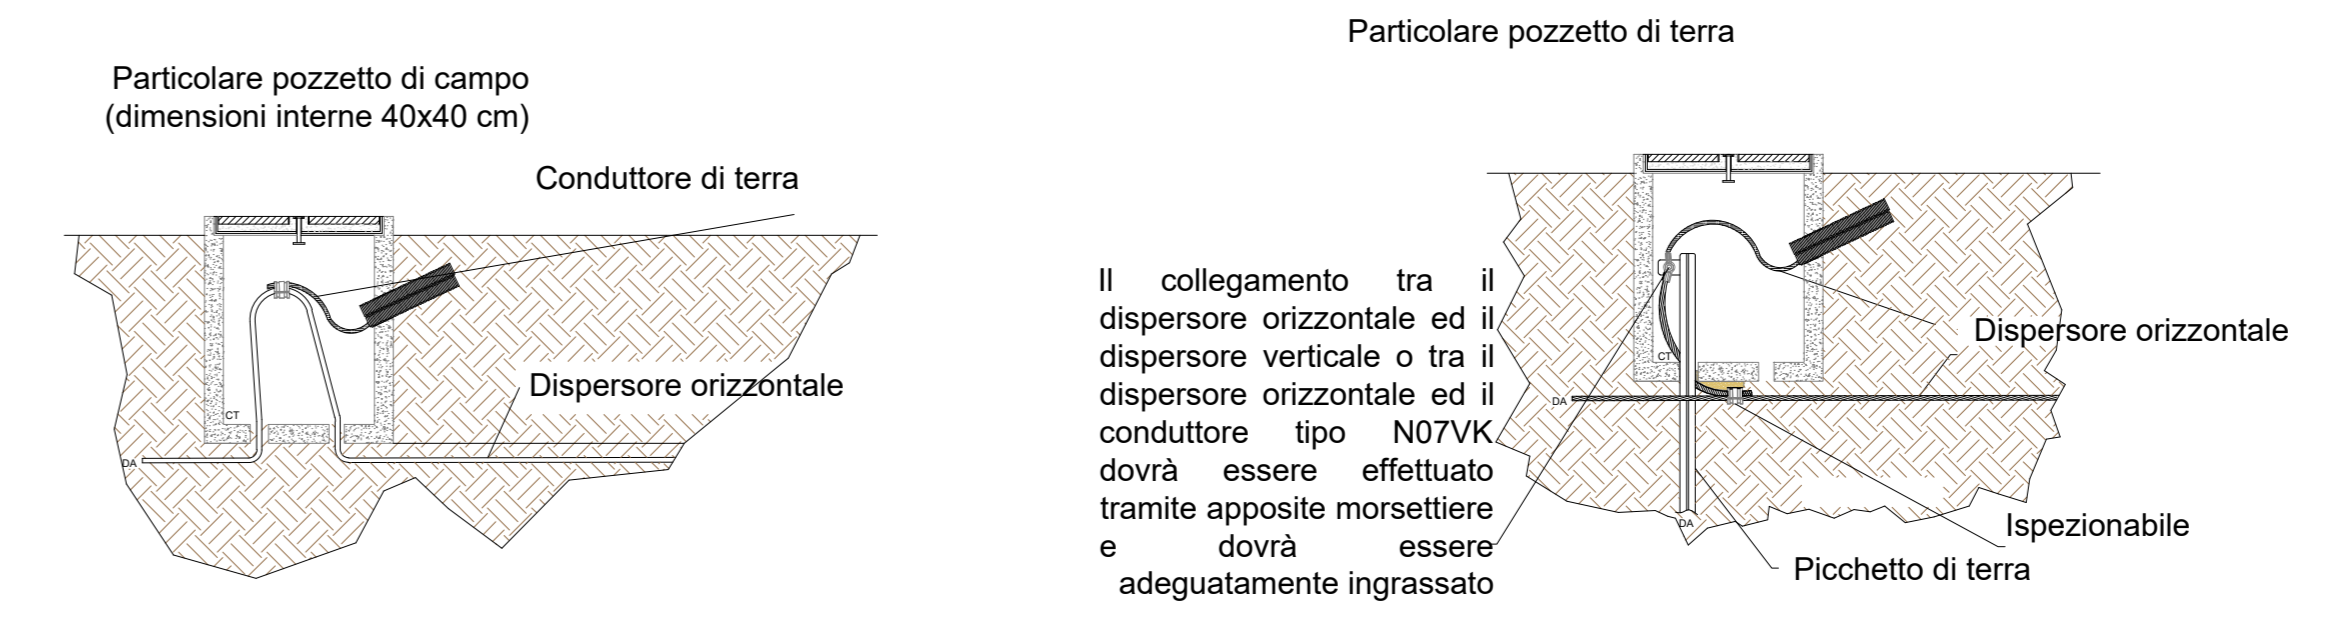 Particolare pozzetto di campo
(dimensioni interne 40x40 cm)
Conduttore di terra
Dispersore orizzontale
CT
DA
Particolare pozzetto di terra
Il collegamento tra il
dispersore orizzontale ed il
dispersore verticale o tra il
dispersore orizzontale ed il
conduttore tipo N07VK
dovrà essere effettuato
tramite apposite morsettiere
e dovrà essere
adeguatamente ingrassato
Dispersore orizzontale
CT
DA
DA
Ispezionabile
Picchetto di terra